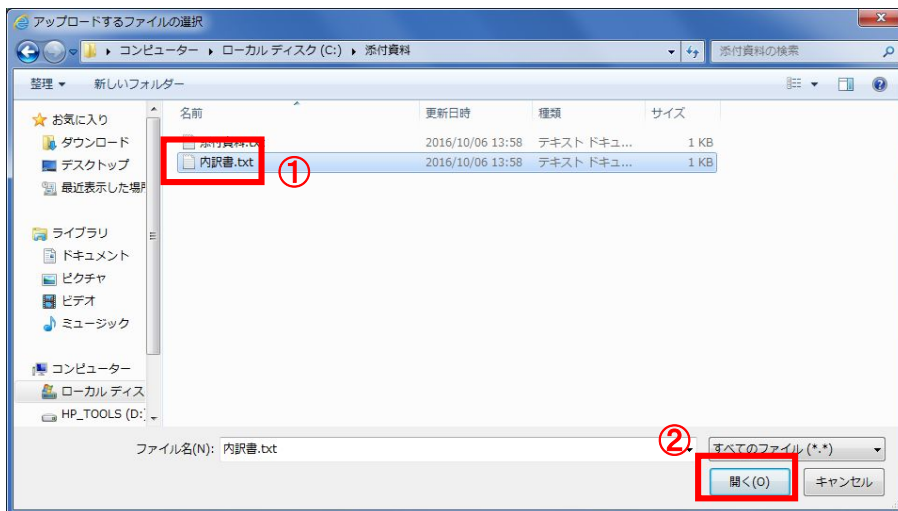 アップロードするファイルの選択
コンピューター ▸ ローカル ディスク (C:) ▸ 添付資料
添付資料の検索
整理 ▼ 新しいフォルダー
名前 更新日時 種類 サイズ
お気に入り
ダウンロード
デスクトップ
最近表示した場所
添付資料.txt 2016/10/06 13:58 テキスト ドキュ... 1 KB
内訳書.txt 2016/10/06 13:58 テキスト ドキュ... 1 KB
①
ライブラリ
ドキュメント
ピクチャ
ビデオ
ミュージック
コンピューター
ローカル ディス
HP_TOOLS (D:)
ファイル名(N): 内訳書.txt
②
すべてのファイル (*.*)
開く(O) キャンセル